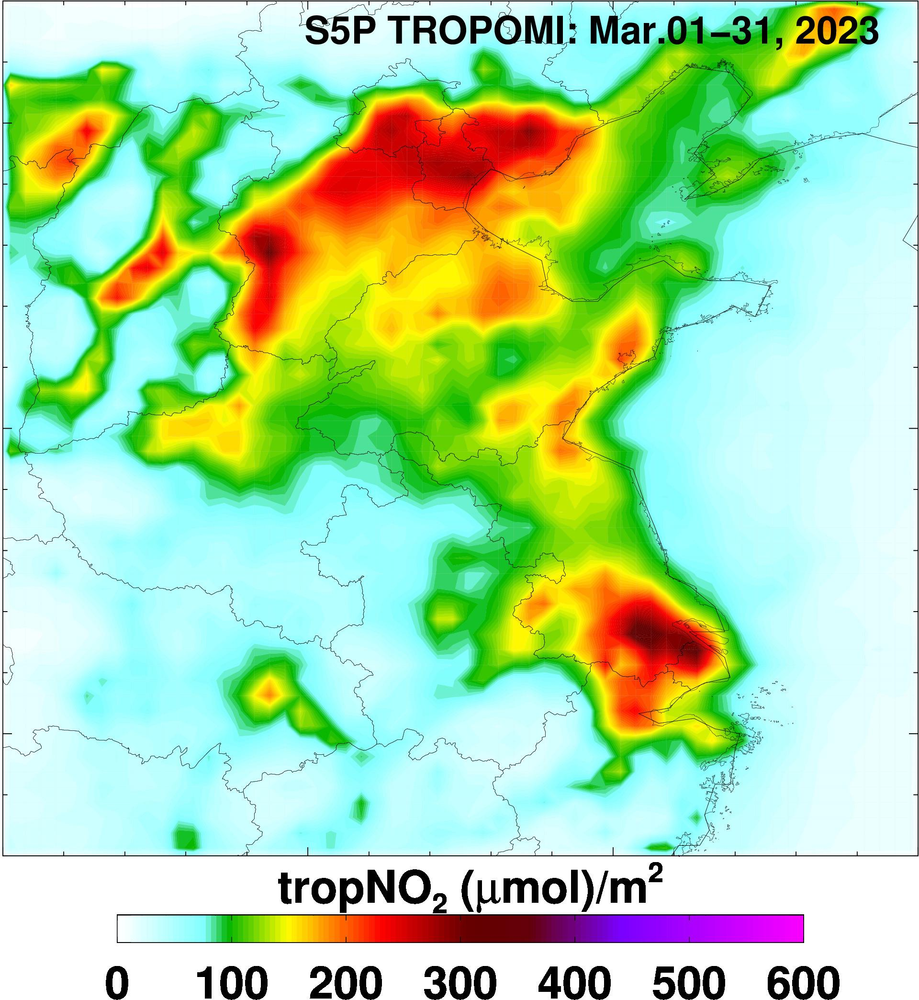 S5P TROPOMI: Mar.01–31, 2023
tropNO₂ (μmol)/m²
0 100 200 300 400 500 600